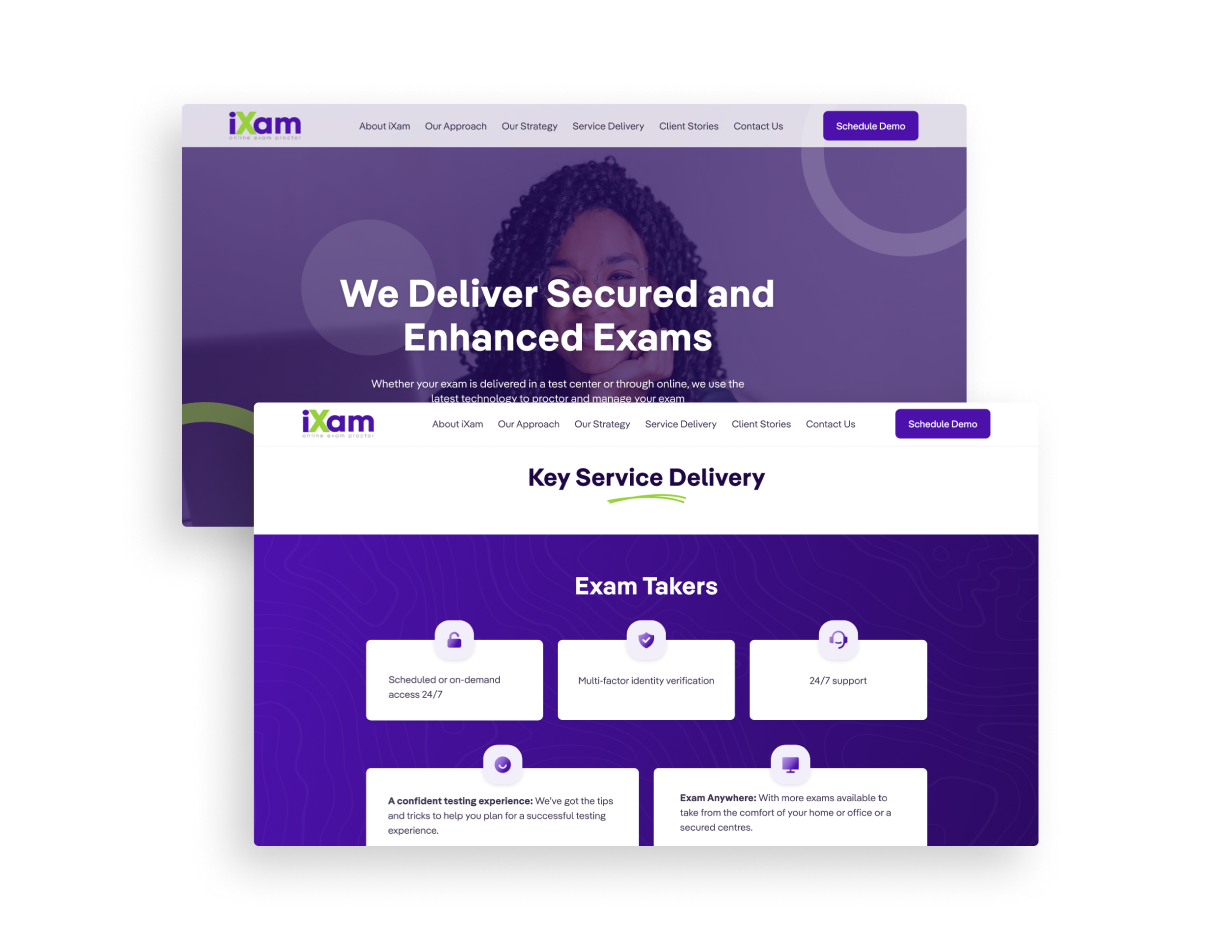 iXam
online exam proctor
About iXam Our Approach Our Strategy Service Delivery Client Stories Contact Us Schedule Demo
We Deliver Secured and
Enhanced Exams
Whether your exam is delivered in a test center or through online, we use the
latest technology to proctor and manage your exam
iXam
online exam proctor
About iXam Our Approach Our Strategy Service Delivery Client Stories Contact Us Schedule Demo
Key Service Delivery
Exam Takers
Scheduled or on-demand
access 24/7
Multi-factor identity verification
24/7 support
A confident testing experience: We've got the tips
and tricks to help you plan for a successful testing
experience.
Exam Anywhere: With more exams available to
take from the comfort of your home or office or a
secured centres.